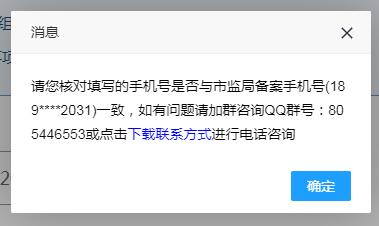 组
消息
事项
请您核对填写的手机号是否与市监局备案手机号(18
9****2031)一致，如有问题请加群咨询QQ群号：80
5446553或点击下载联系方式进行电话咨询
确定